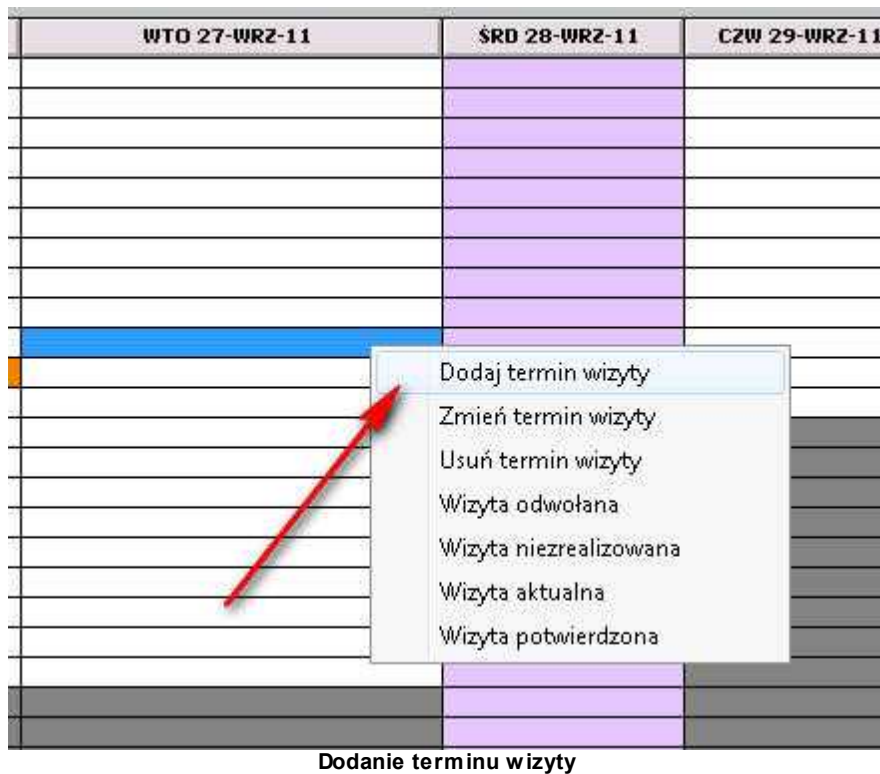 WTO 27-WRZ-11 ŚRD 28-WRZ-11 CZW 29-WRZ-11
Dodaj termin wizyty
Zmień termin wizyty
Usuń termin wizyty
Wizyta odwołana
Wizyta niezrealizowana
Wizyta aktualna
Wizyta potwierdzona
Dodanie terminu wizyty